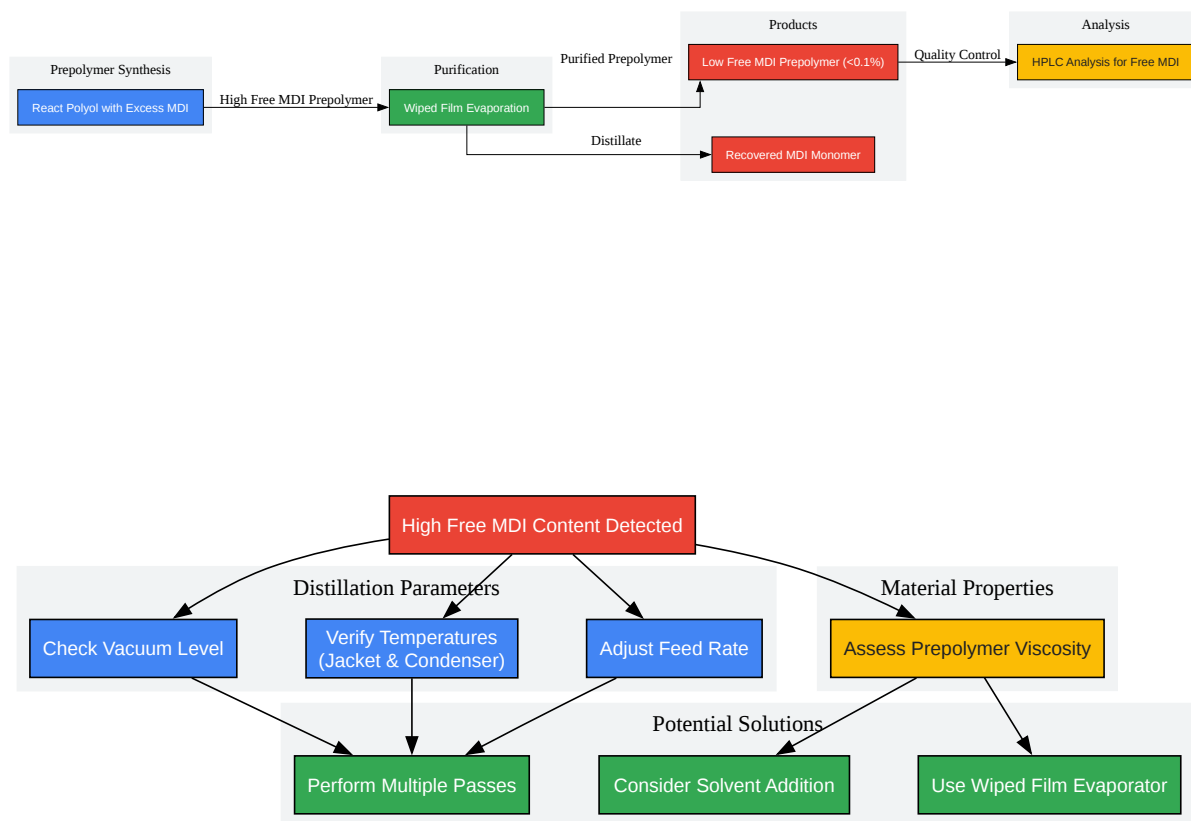 Products
Analysis
Prepolymer Synthesis
Purification
Purified Prepolymer
Low Free MDI Prepolymer (<0.1%)
Quality Control
HPLC Analysis for Free MDI
React Polyol with Excess MDI
High Free MDI Prepolymer
Wiped Film Evaporation
Distillate
Recovered MDI Monomer
High Free MDI Content Detected
Distillation Parameters
Material Properties
Check Vacuum Level
Verify Temperatures
(Jacket & Condenser)
Adjust Feed Rate
Assess Prepolymer Viscosity
Potential Solutions
Perform Multiple Passes
Consider Solvent Addition
Use Wiped Film Evaporator